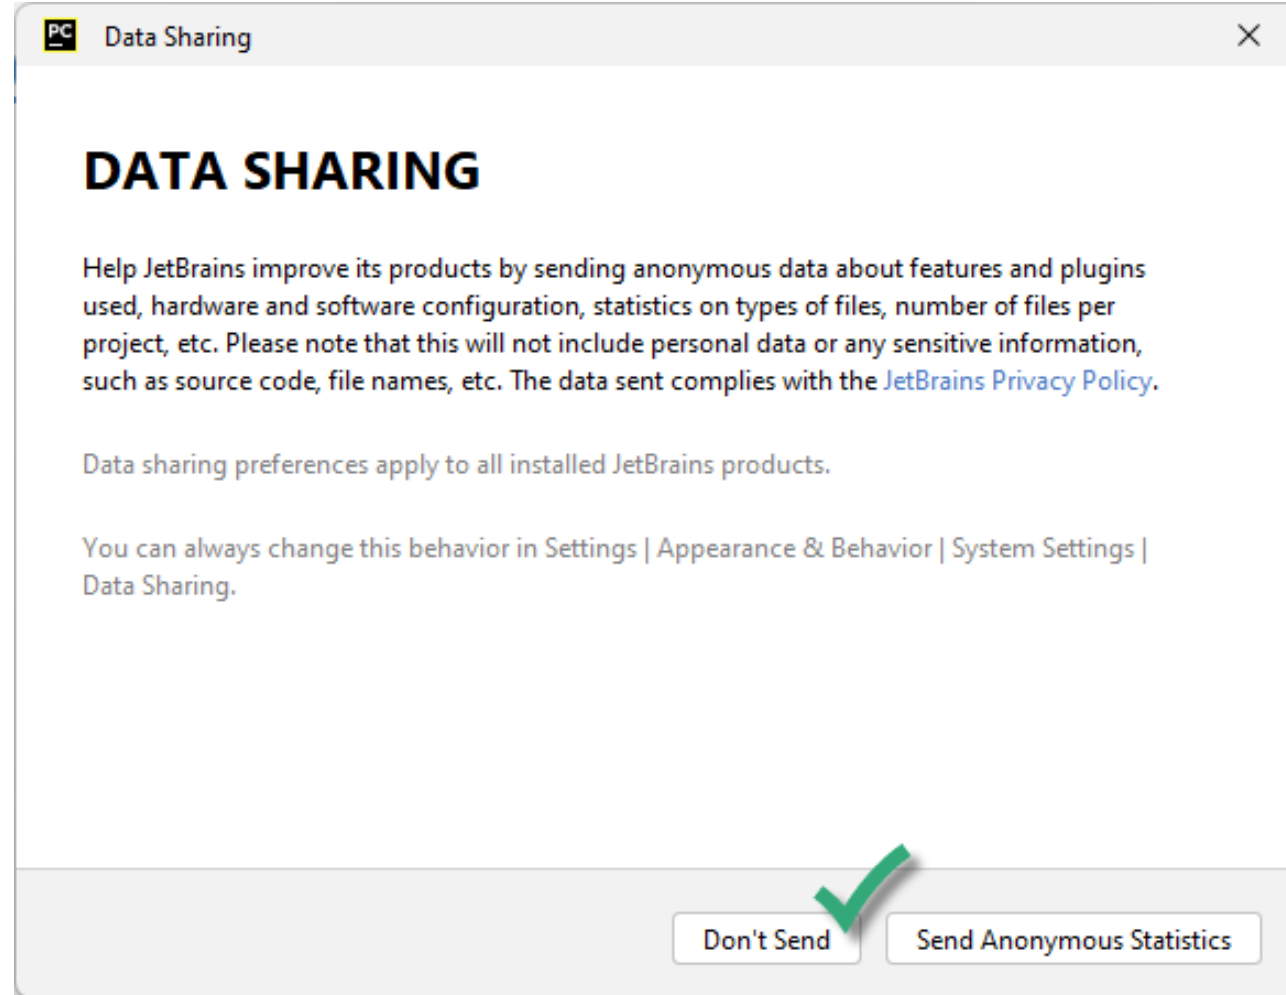 PC Data Sharing
DATA SHARING
Help JetBrains improve its products by sending anonymous data about features and plugins
used, hardware and software configuration, statistics on types of files, number of files per
project, etc. Please note that this will not include personal data or any sensitive information,
such as source code, file names, etc. The data sent complies with the JetBrains Privacy Policy.
Data sharing preferences apply to all installed JetBrains products.
You can always change this behavior in Settings | Appearance & Behavior | System Settings |
Data Sharing.
Don't Send Send Anonymous Statistics